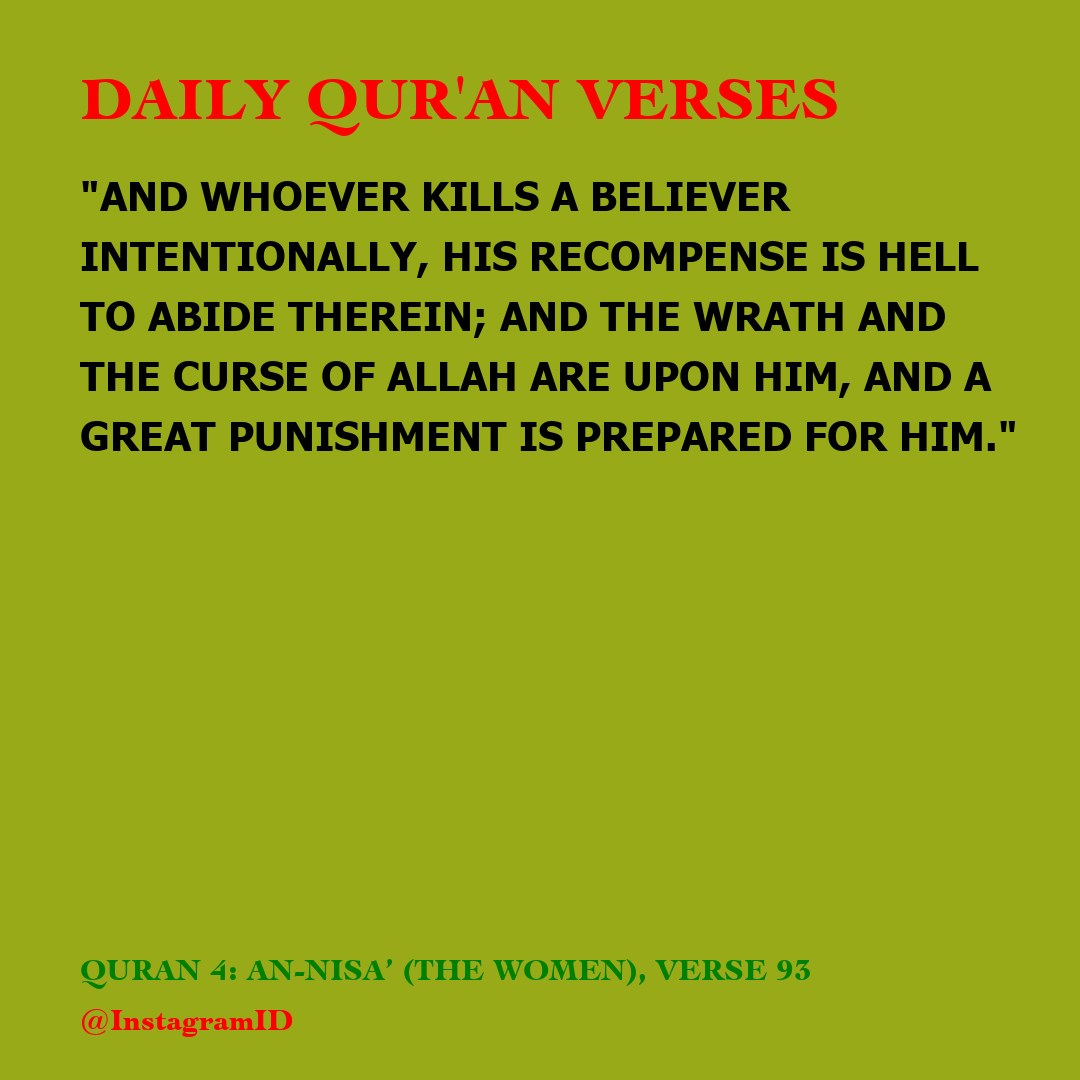 DAILY QUR'AN VERSES
"AND WHOEVER KILLS A BELIEVER
INTENTIONALLY, HIS RECOMPENSE IS HELL
TO ABIDE THEREIN; AND THE WRATH AND
THE CURSE OF ALLAH ARE UPON HIM, AND A
GREAT PUNISHMENT IS PREPARED FOR HIM."
QURAN 4: AN-NISA’ (THE WOMEN), VERSE 93
@InstagramID